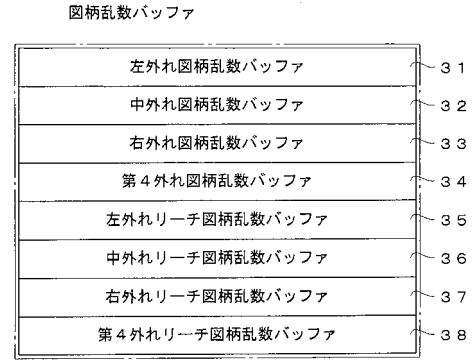 図柄乱数バッファ
左外れ図柄乱数バッファ 31
中外れ図柄乱数バッファ 32
右外れ図柄乱数バッファ 33
第4外れ図柄乱数バッファ 34
左外れリーチ図柄乱数バッファ 35
中外れリーチ図柄乱数バッファ 36
右外れリーチ図柄乱数バッファ 37
第4外れリーチ図柄乱数バッファ 38